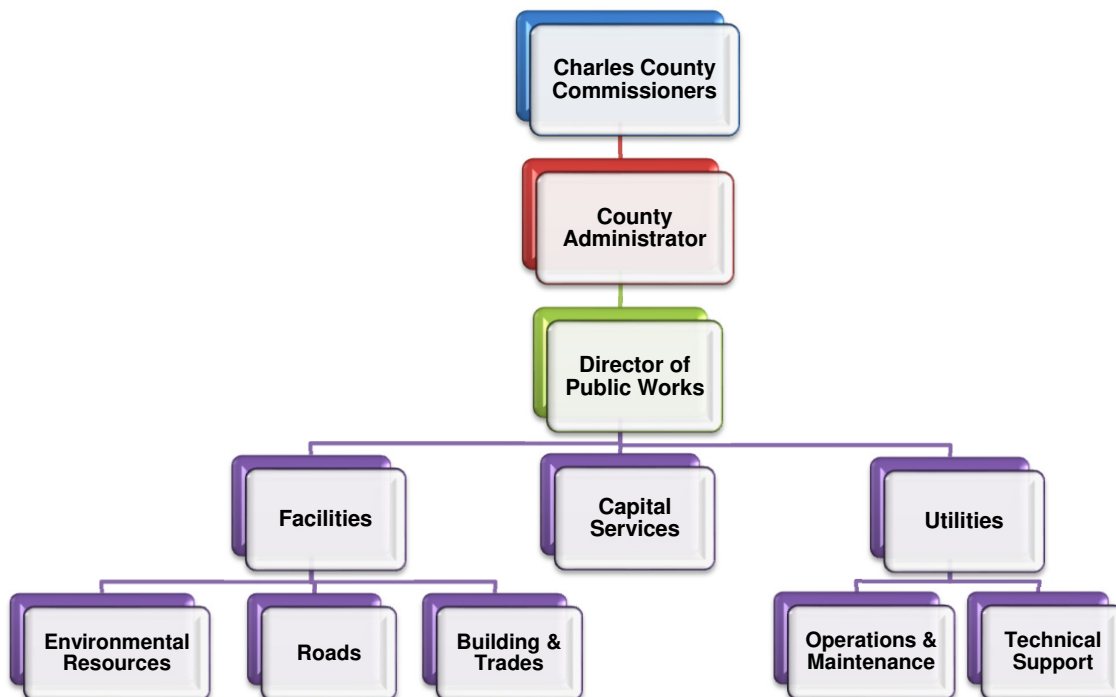 Charles County
Commissioners
County
Administrator
Director of
Public Works
Facilities
Capital
Services
Utilities
Environmental
Resources
Roads
Building &
Trades
Operations &
Maintenance
Technical
Support